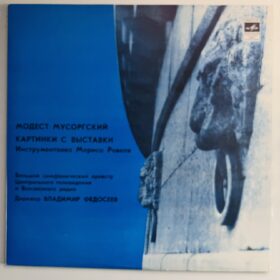 МОДЕСТ МУСОРГСКИЙ
КАРТИНКИ С ВЫСТАВКИ
Инструментовка Мориса Равеля
Большой симфонический оркестр
Центрального телевидения
и Всесоюзного радио
Дирижер ВЛАДИМИР ФЕДОСЕЕВ